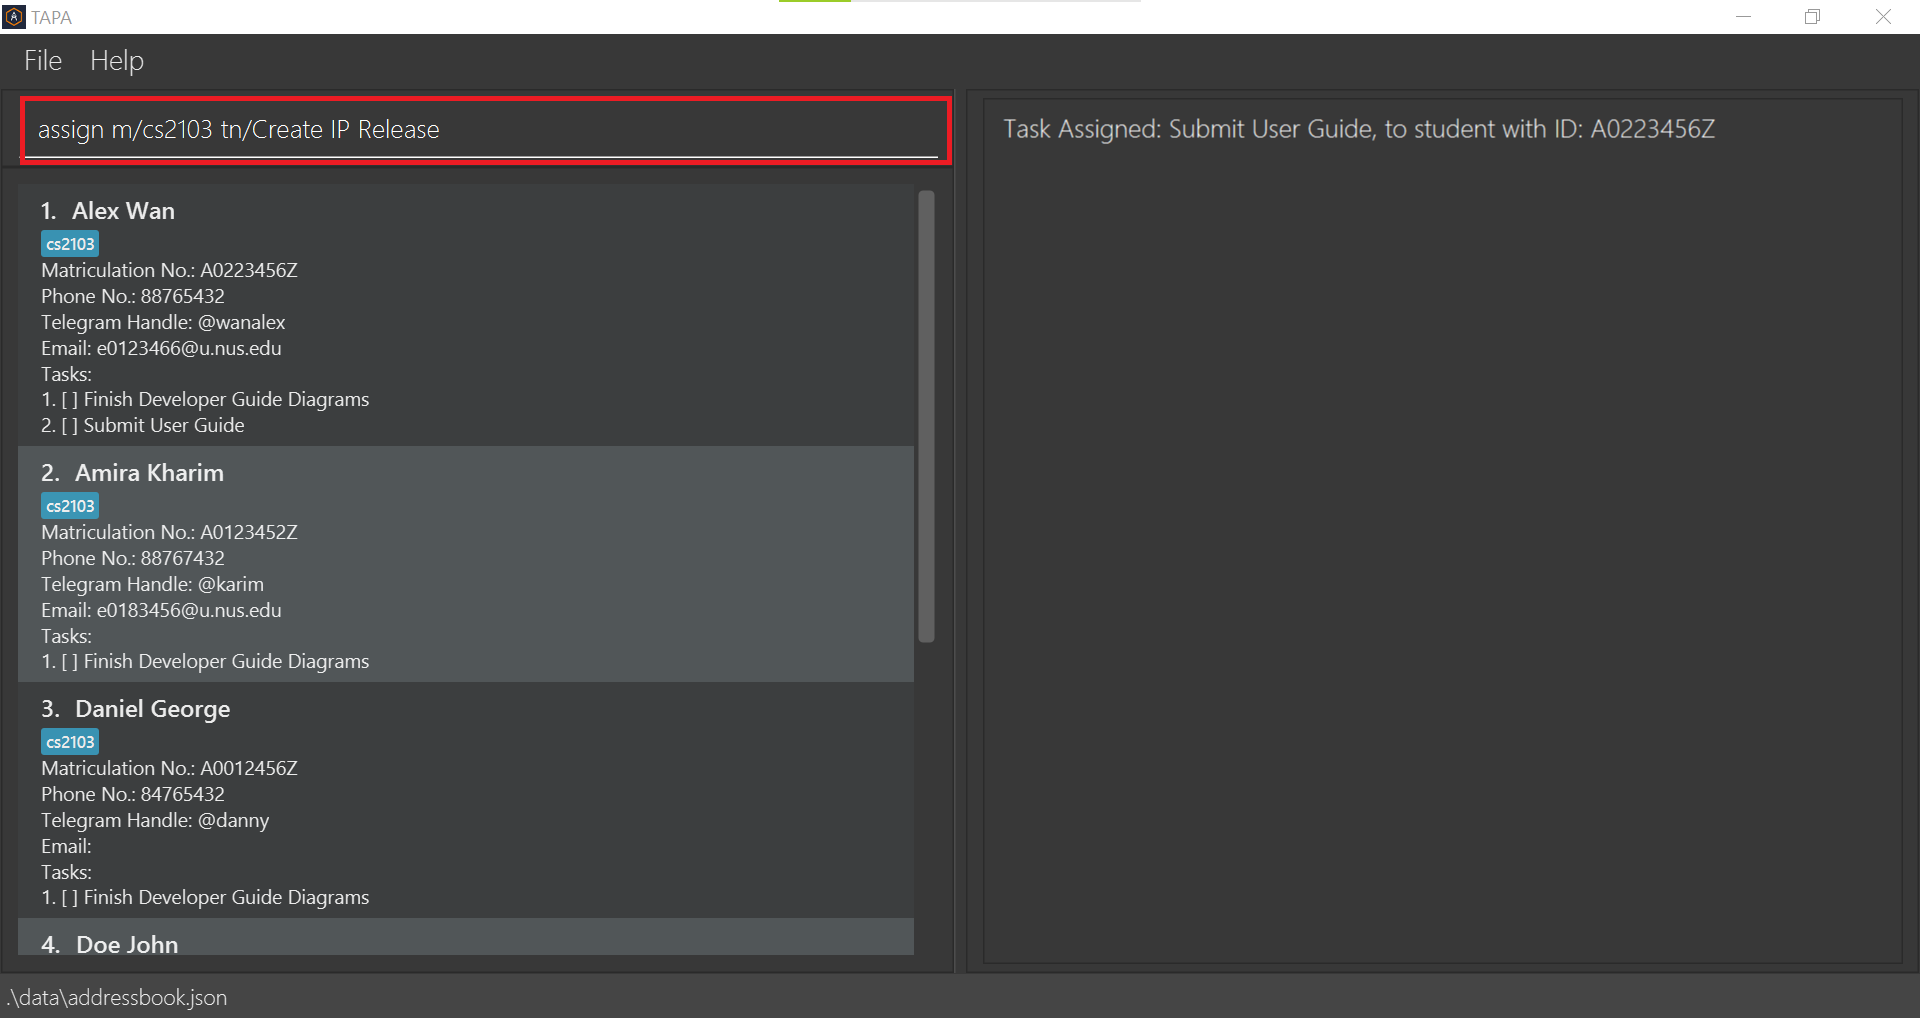 TAPA
File Help
assign m/cs2103 tn/Create IP Release
Task Assigned: Submit User Guide, to student with ID: A0223456Z
1. Alex Wan
cs2103
Matriculation No.: A0223456Z
Phone No.: 88765432
Telegram Handle: @wanalex
Email: e0123466@u.nus.edu
Tasks:
1. [ ] Finish Developer Guide Diagrams
2. [ ] Submit User Guide
2. Amira Kharim
cs2103
Matriculation No.: A0123452Z
Phone No.: 88767432
Telegram Handle: @karim
Email: e0183456@u.nus.edu
Tasks:
1. [ ] Finish Developer Guide Diagrams
3. Daniel George
cs2103
Matriculation No.: A0012456Z
Phone No.: 84765432
Telegram Handle: @danny
Email:
Tasks:
1. [ ] Finish Developer Guide Diagrams
4. Doe John
.\data\addressbook.json